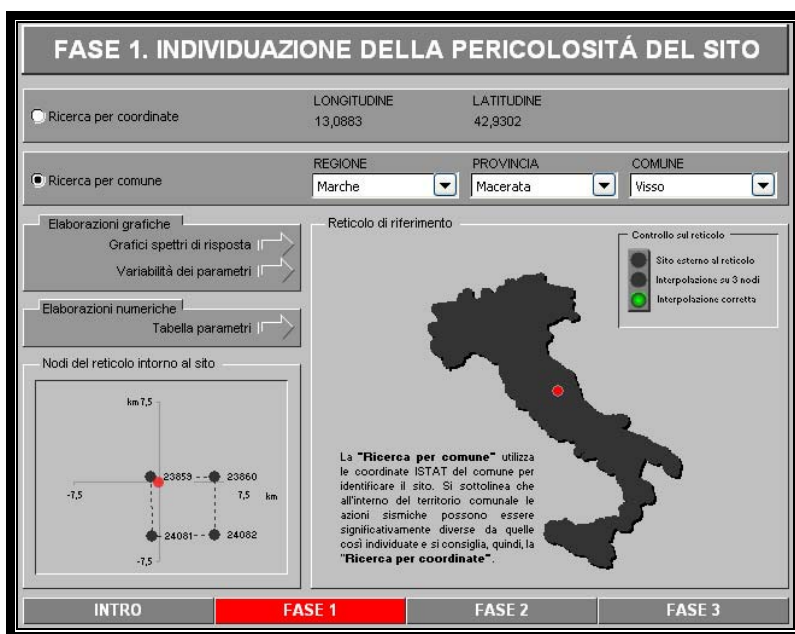 FASE 1. INDIVIDUAZIONE DELLA PERICOLOSITÁ DEL SITO
Ricerca per coordinate
LONGITUDINE
13,0883
LATITUDINE
42,9302
Ricerca per comune
REGIONE
Marche
PROVINCIA
Macerata
COMUNE
Visso
Elaborazioni grafiche
Grafici spettri di risposta
Variabilità dei parametri
Elaborazioni numeriche
Tabella parametri
Nodi del reticolo intorno al sito
km 7,5
23859
23860
-7,5
7,5 km
24081
24082
-7,5
Reticolo di riferimento
Controllo sul reticolo
Sito esterno al reticolo
Interpolazione su 3 nodi
Interpolazione corretta
La "Ricerca per comune" utilizza
le coordinate ISTAT del comune per
identificare il sito. Si sottolinea che
all'interno del territorio comunale le
azioni sismiche possono essere
significativamente diverse da quelle
così individuate e si consiglia, quindi, la
"Ricerca per coordinate".
INTRO
FASE 1
FASE 2
FASE 3